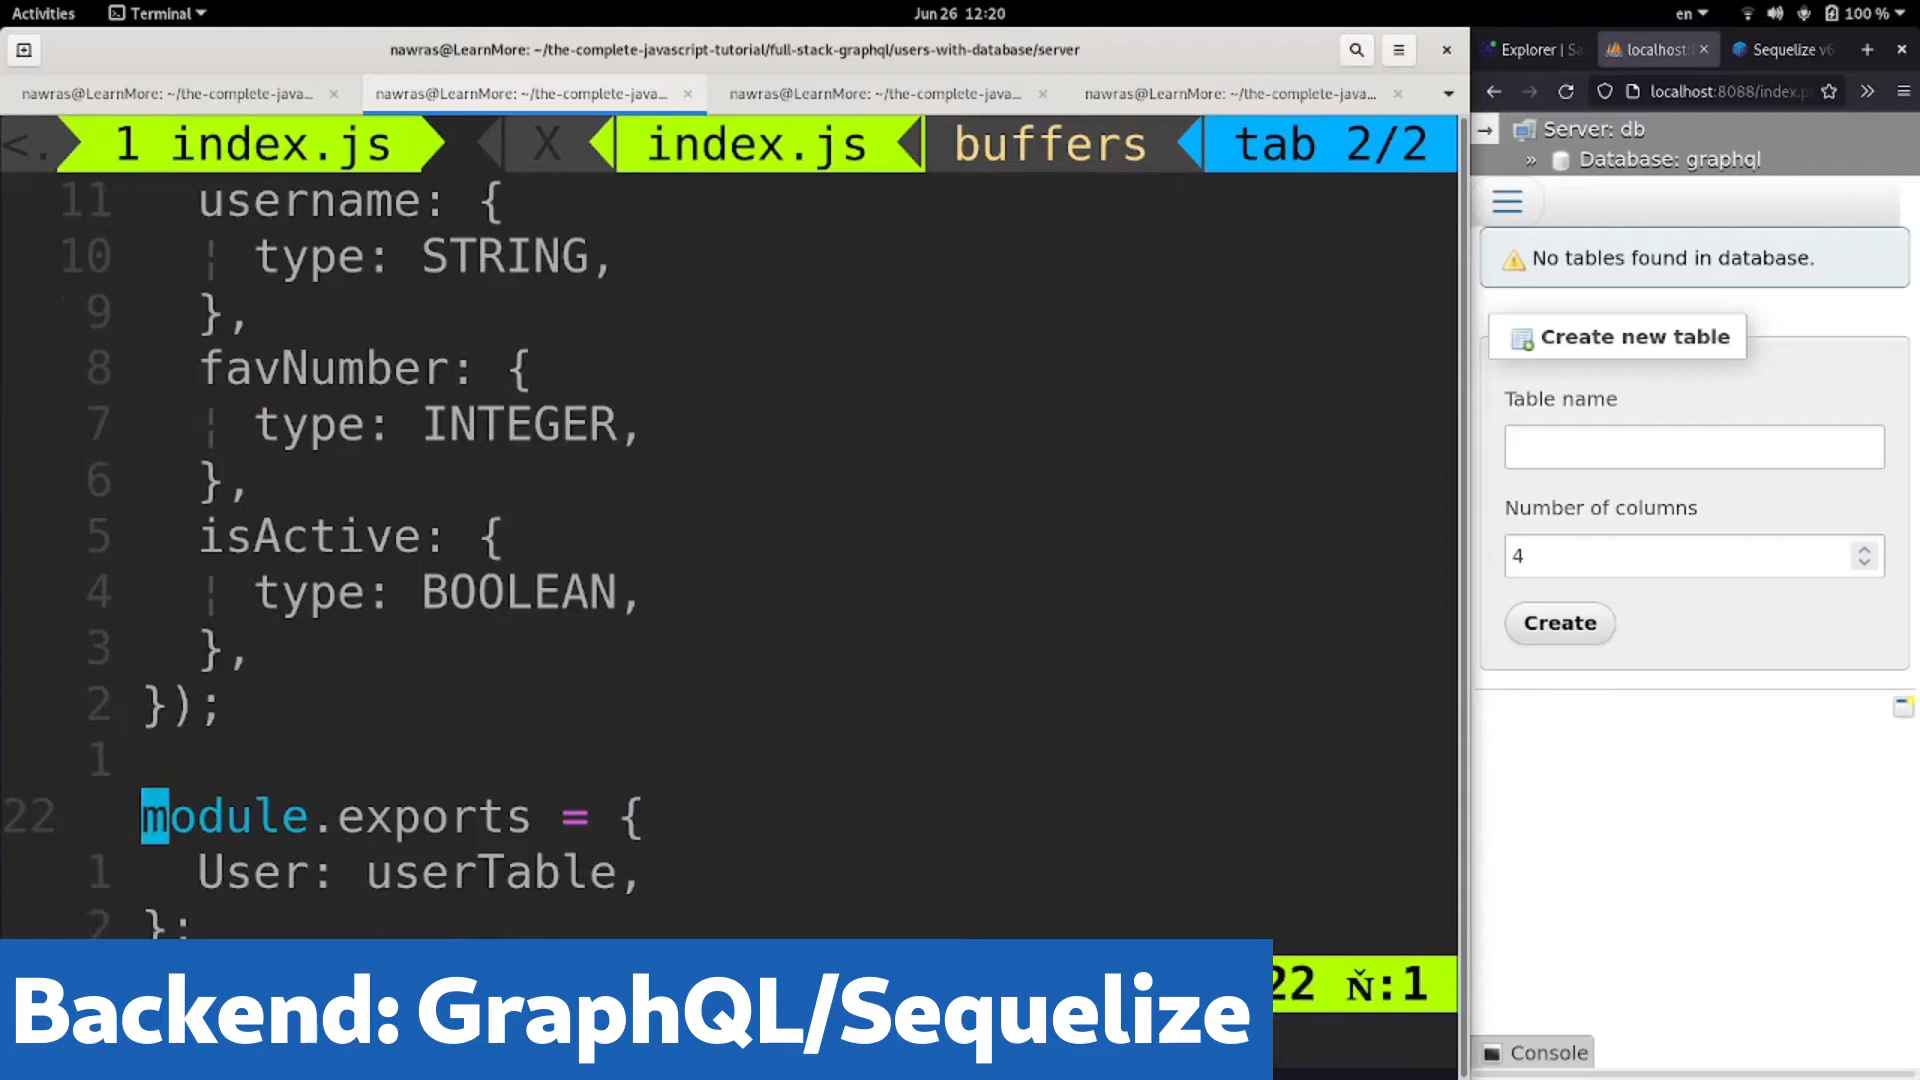 Activities
Terminal
Jun 26 12:20
en
100 %
nawras@LearnMore: ~/the-complete-javascript-tutorial/full-stack-graphql/users-with-database/server
nawras@LearnMore: ~/the-complete-java...
nawras@LearnMore: ~/the-complete-java...
nawras@LearnMore: ~/the-complete-java...
nawras@LearnMore: ~/the-complete-java...
<. 1 index.js X index.js buffers tab 2/2
11 username: {
10 ¦ type: STRING,
9 },
8 favNumber: {
7 ¦ type: INTEGER,
6 },
5 isActive: {
4 ¦ type: BOOLEAN,
3 },
2 });
1
22 module.exports = {
1 User: userTable,
2 };
22 :1
Backend: GraphQL/Sequelize
Explorer | Sa
localhost:
Sequelize v6
localhost:8088/index.p
Server: db
» Database: graphql
No tables found in database.
Create new table
Table name
Number of columns
4
Create
Console